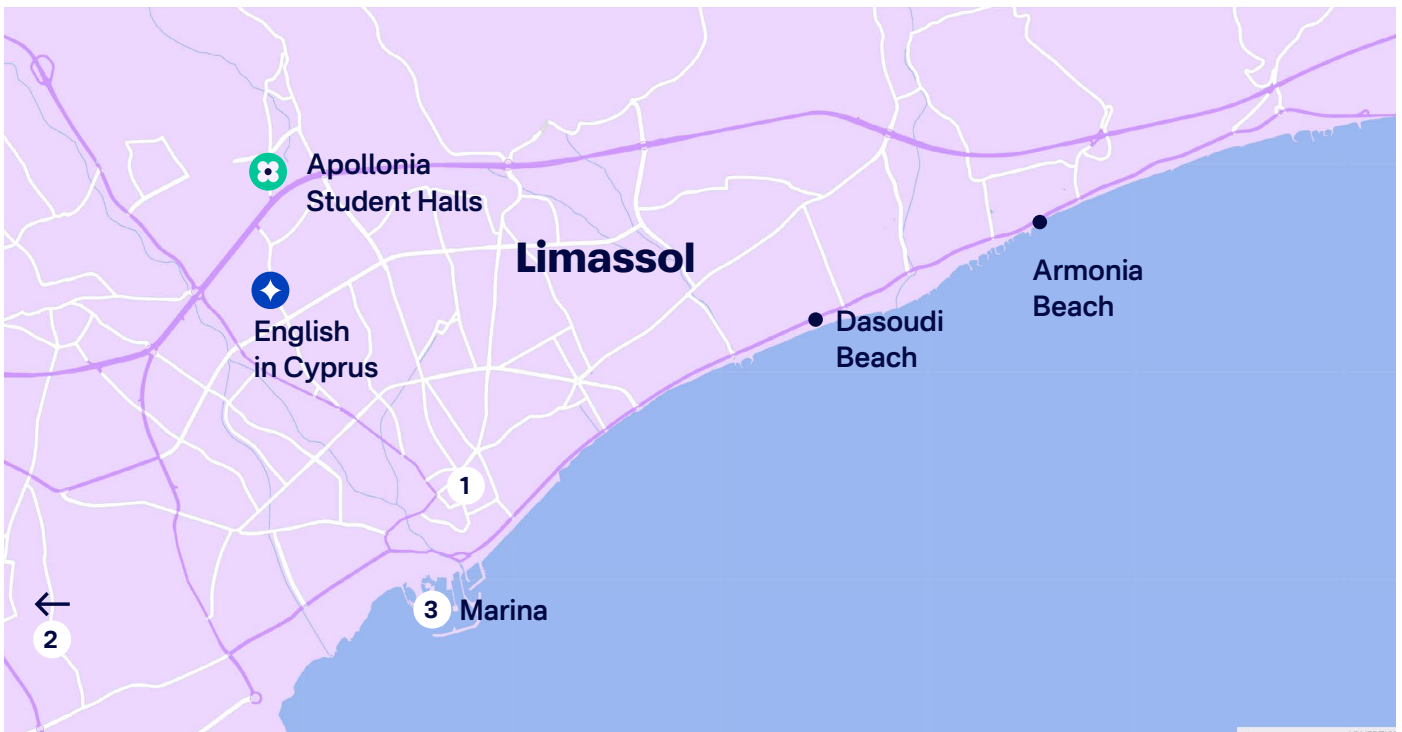 Apollonia
Student Halls
Limassol
Armonia
Beach
English
in Cyprus
Dasoudi
Beach
1
3 Marina
2